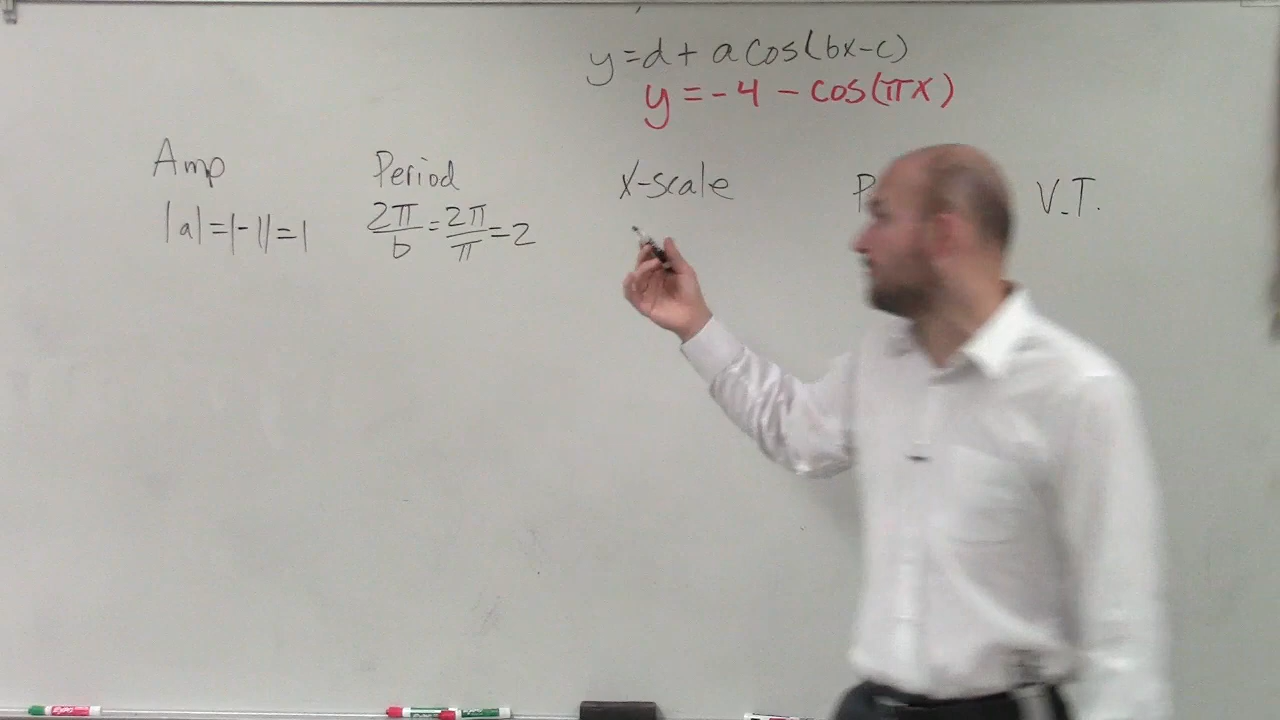 y=d+ a cos(bx-c)
y = -4 - cos(πx)
Amp Period X-scale V.T.
|a|=|-1|=1 2π/b = 2π/π = 2